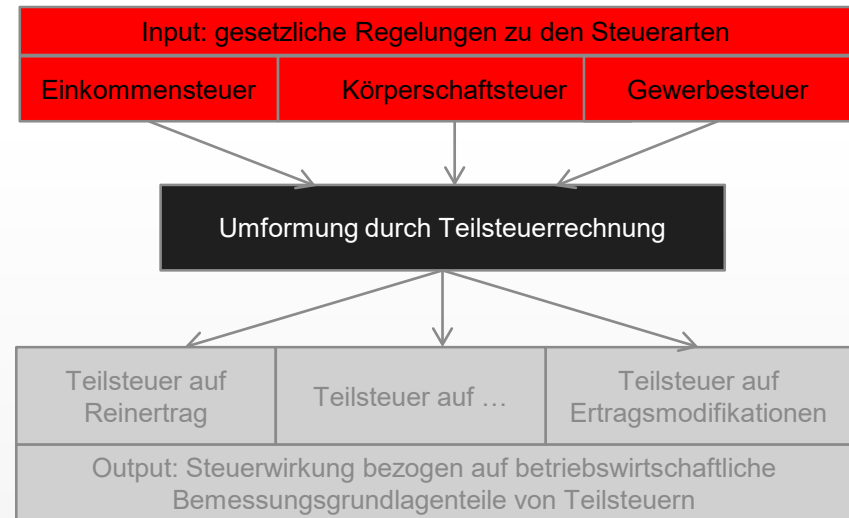 Input: gesetzliche Regelungen zu den Steuerarten
Einkommensteuer
Körperschaftsteuer
Gewerbesteuer
Umformung durch Teilsteuerrechnung
Teilsteuer auf
Reinertrag
Teilsteuer auf …
Teilsteuer auf
Ertragsmodifikationen
Output: Steuerwirkung bezogen auf betriebswirtschaftliche
Bemessungsgrundlagenteile von Teilsteuern